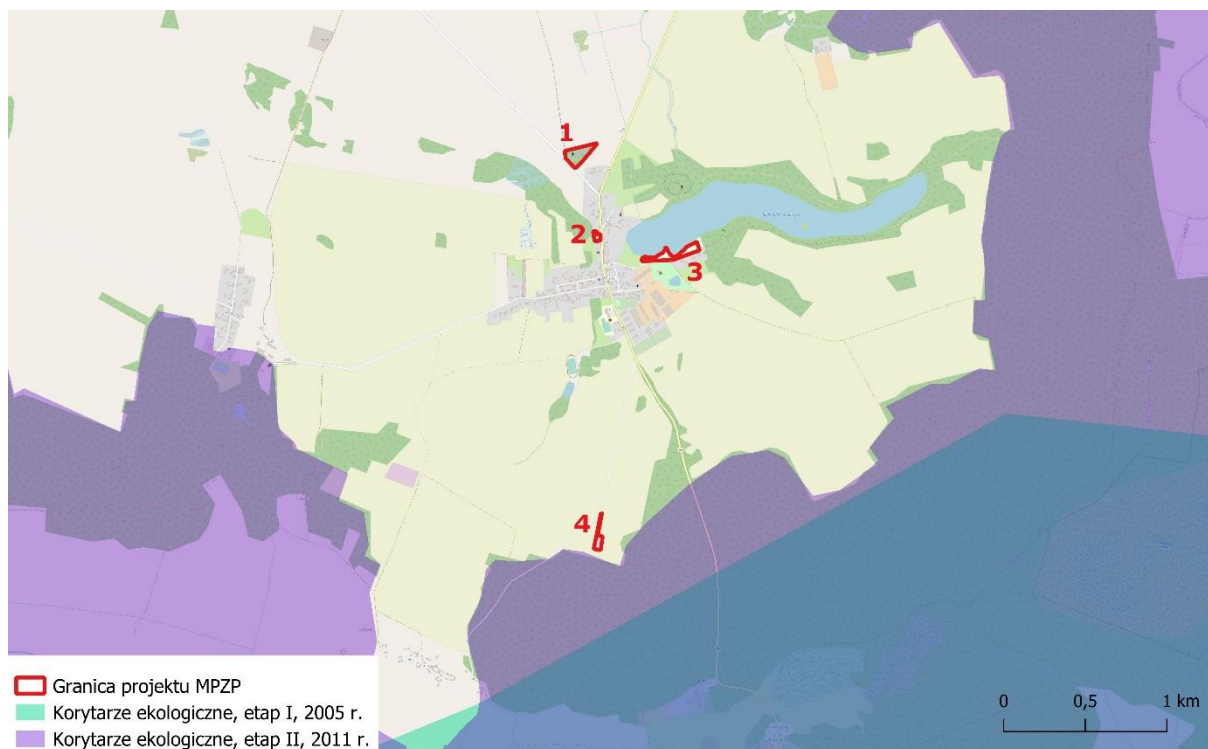 1
2
3
4
Granica projektu MPZP
Korytarze ekologiczne, etap I, 2005 r.
Korytarze ekologiczne, etap II, 2011 r.
0 0,5 1 km